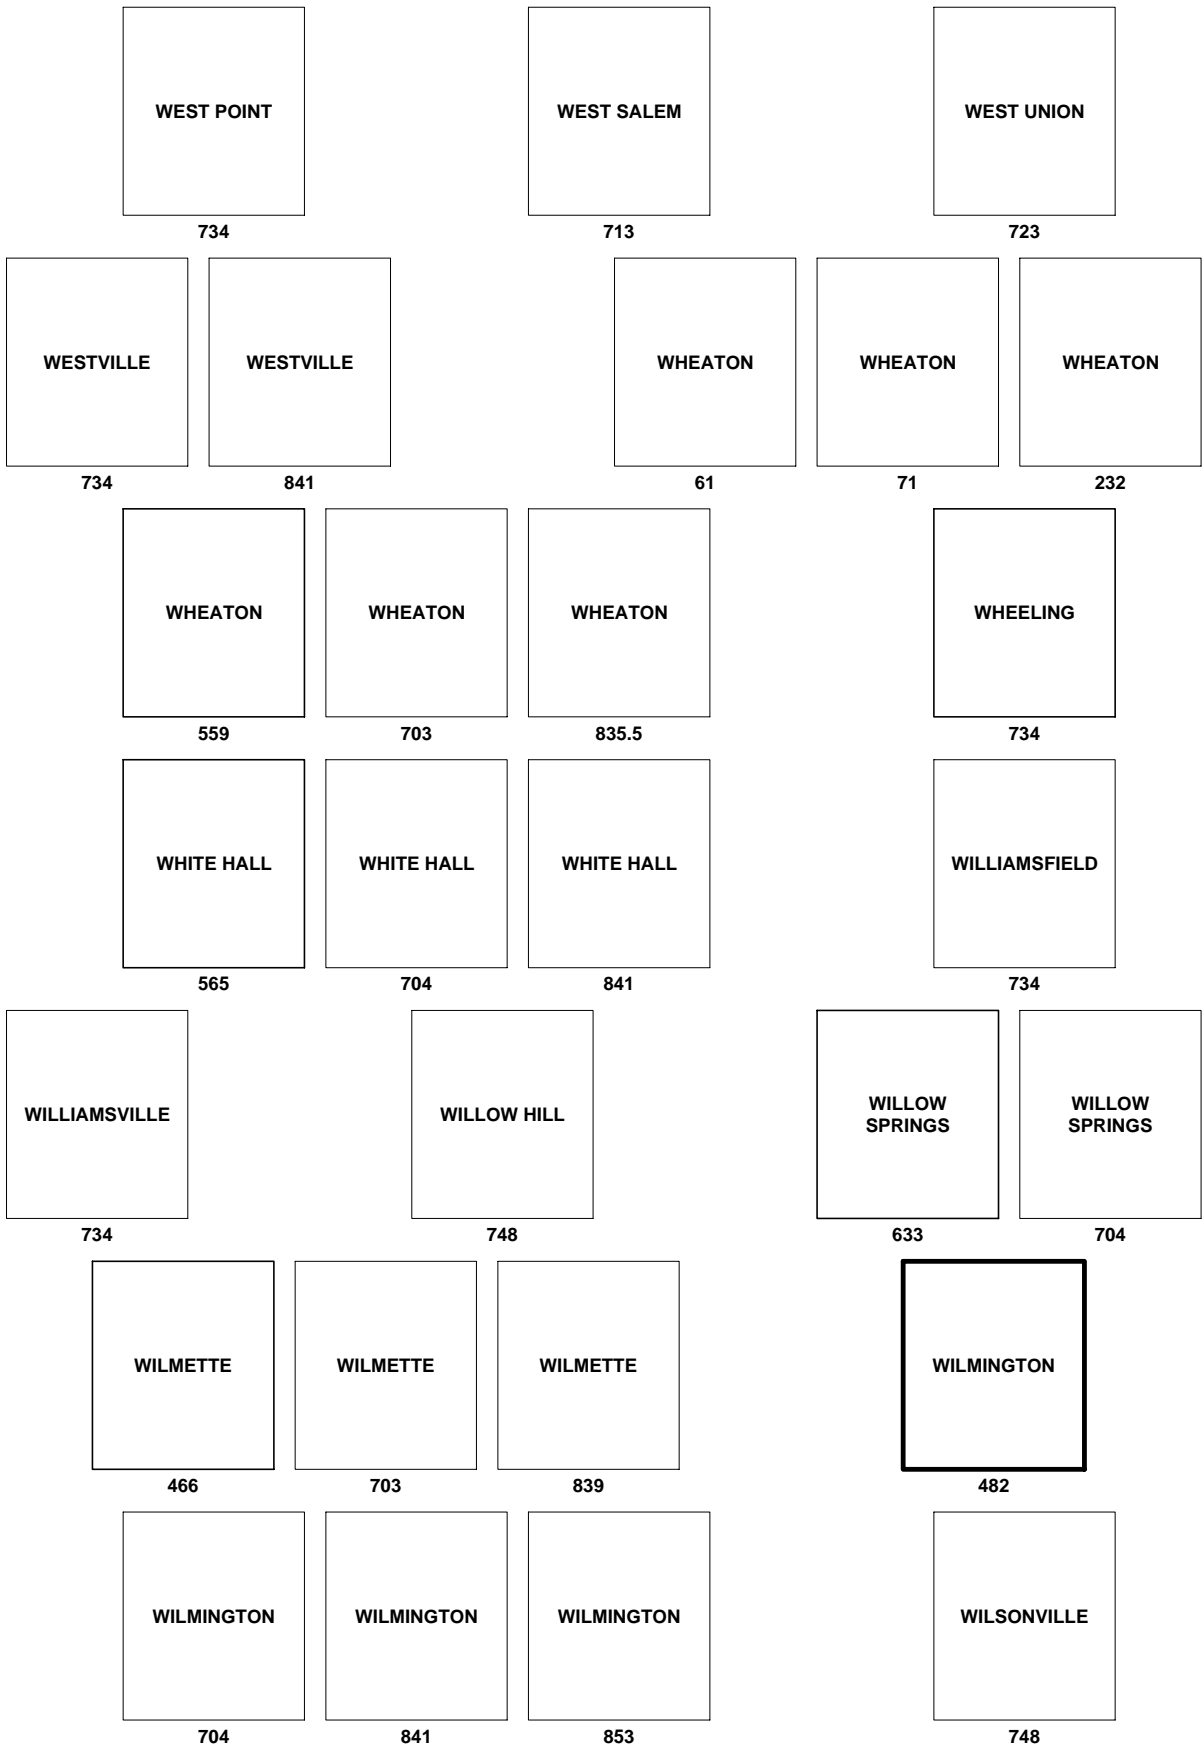 WEST POINT
734
WEST SALEM
713
WEST UNION
723
WESTVILLE
734
WESTVILLE
841
WHEATON
61
WHEATON
71
WHEATON
232
WHEATON
559
WHEATON
703
WHEATON
835.5
WHEELING
734
WHITE HALL
565
WHITE HALL
704
WHITE HALL
841
WILLIAMSFIELD
734
WILLIAMSVILLE
734
WILLOW HILL
748
WILLOW
SPRINGS
633
WILLOW
SPRINGS
704
WILMETTE
466
WILMETTE
703
WILMETTE
839
WILMINGTON
482
WILMINGTON
704
WILMINGTON
841
WILMINGTON
853
WILSONVILLE
748